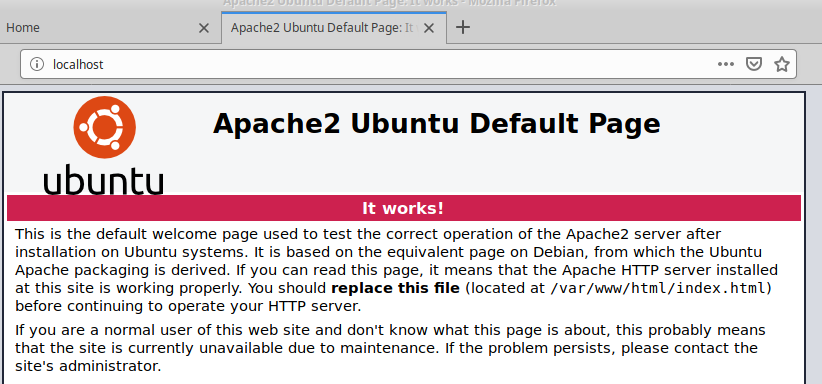 Apache2 Ubuntu Default Page: It works - Mozilla Firefox
Home
Apache2 Ubuntu Default Page: It
localhost
ubuntu
Apache2 Ubuntu Default Page
It works!
This is the default welcome page used to test the correct operation of the Apache2 server after
installation on Ubuntu systems. It is based on the equivalent page on Debian, from which the Ubuntu
Apache packaging is derived. If you can read this page, it means that the Apache HTTP server installed
at this site is working properly. You should replace this file (located at /var/www/html/index.html)
before continuing to operate your HTTP server.
If you are a normal user of this web site and don't know what this page is about, this probably means
that the site is currently unavailable due to maintenance. If the problem persists, please contact the
site's administrator.